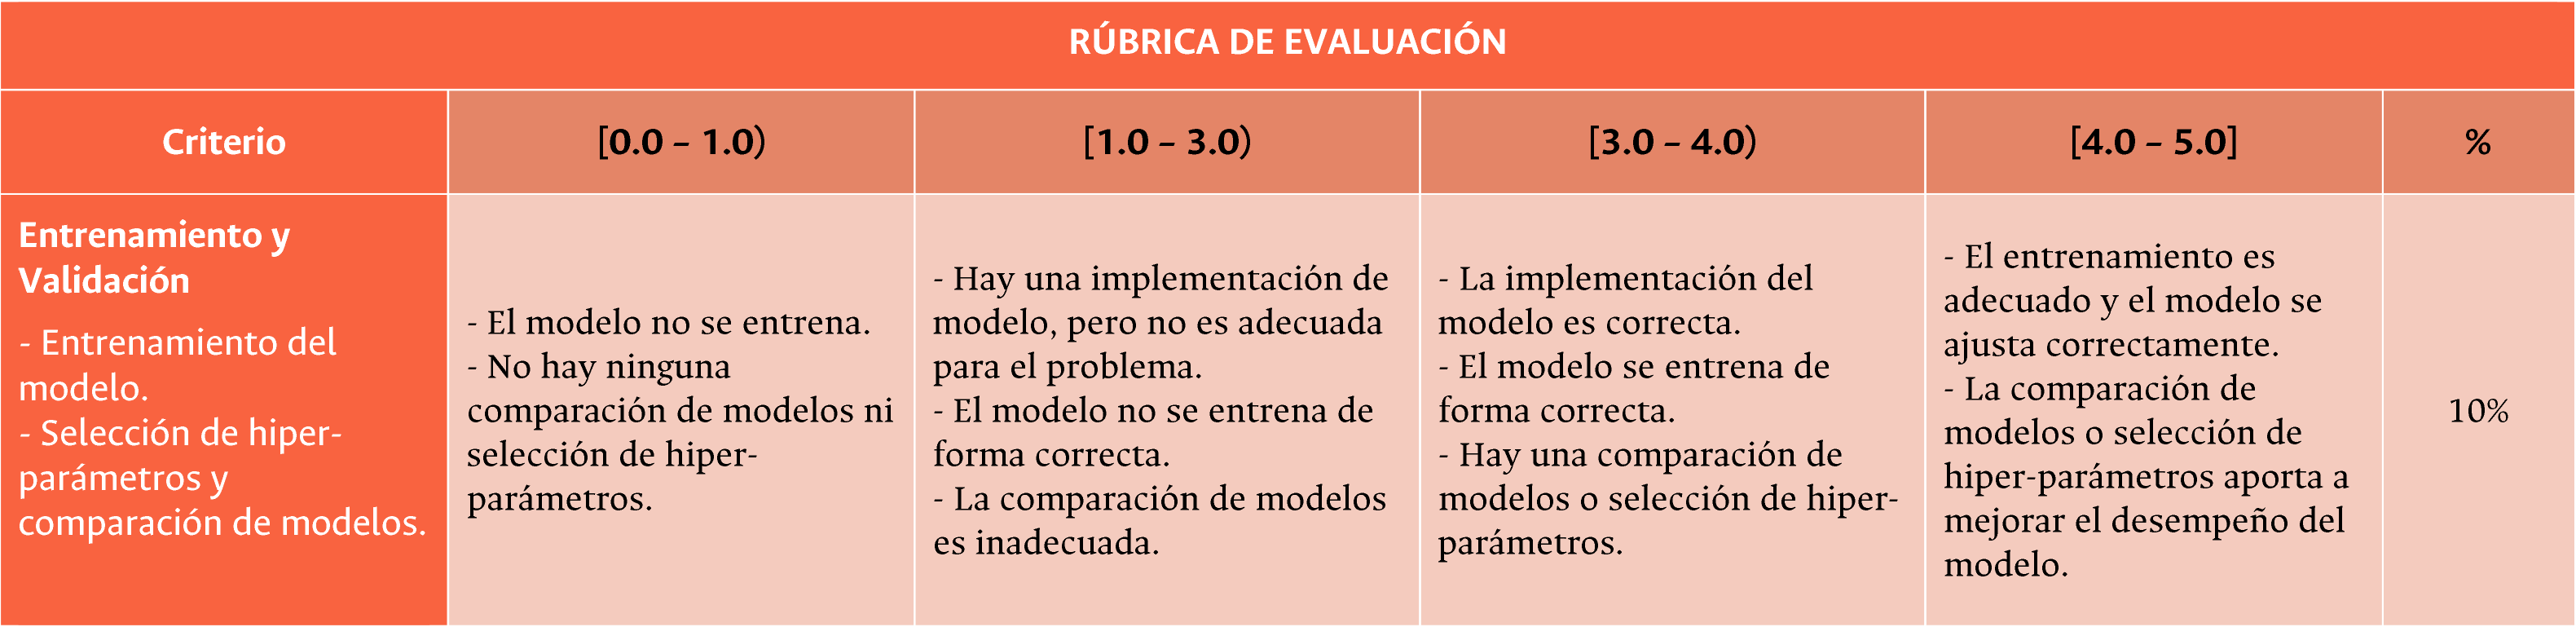 RÚBRICA DE EVALUACIÓN
Criterio
[0.0 – 1.0)
[1.0 – 3.0)
[3.0 – 4.0)
[4.0 – 5.0]
%
Entrenamiento y
Validación
- Entrenamiento del
modelo.
- Selección de hiper-
parámetros y
comparación de modelos.
- El modelo no se entrena.
- No hay ninguna
comparación de modelos ni
selección de hiper-
parámetros.
- Hay una implementación de
modelo, pero no es adecuada
para el problema.
- El modelo no se entrena de
forma correcta.
- La comparación de modelos
es inadecuada.
- La implementación del
modelo es correcta.
- El modelo se entrena de
forma correcta.
- Hay una comparación de
modelos o selección de hiper-
parámetros.
- El entrenamiento es
adecuado y el modelo se
ajusta correctamente.
- La comparación de
modelos o selección de
hiper-parámetros aporta a
mejorar el desempeño del
modelo.
10%